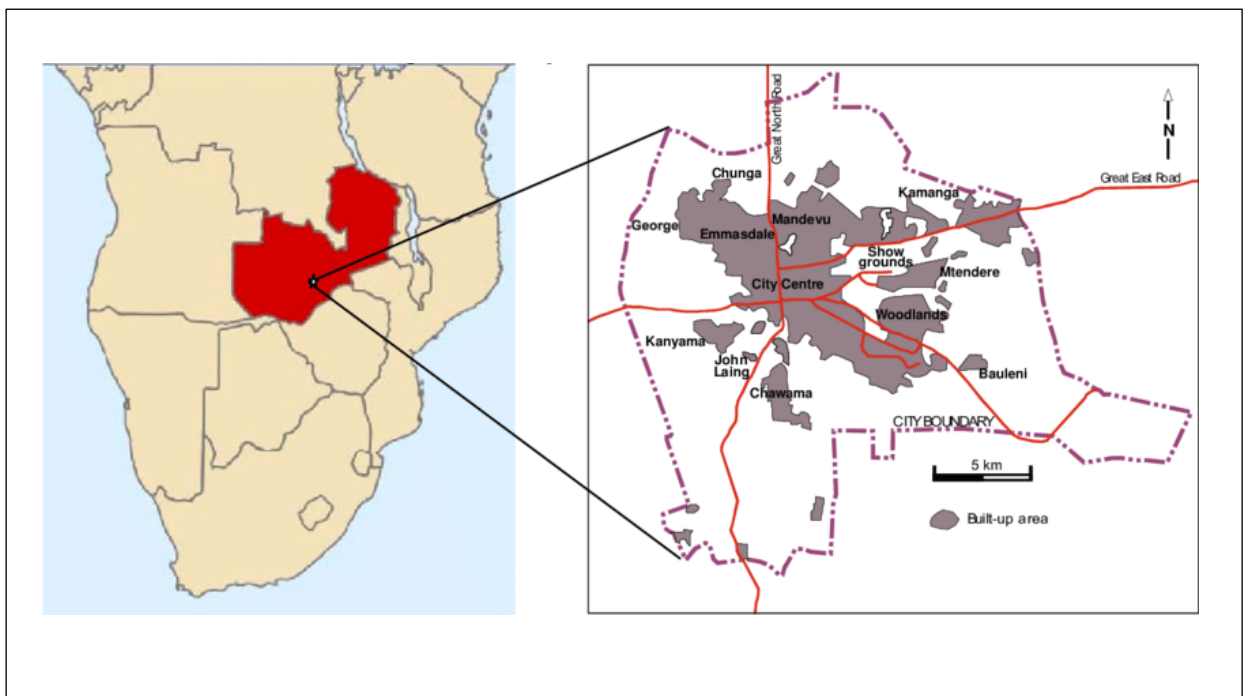 Great North Road
N
Great East Road
Chunga
Kamanga
George
Mandevu
Emmasdale
Show
grounds
Mtendere
City Centre
Woodlands
Kanyama
John
Laing
Bauleni
Chawama
CITY BOUNDARY
5 km
Built-up area